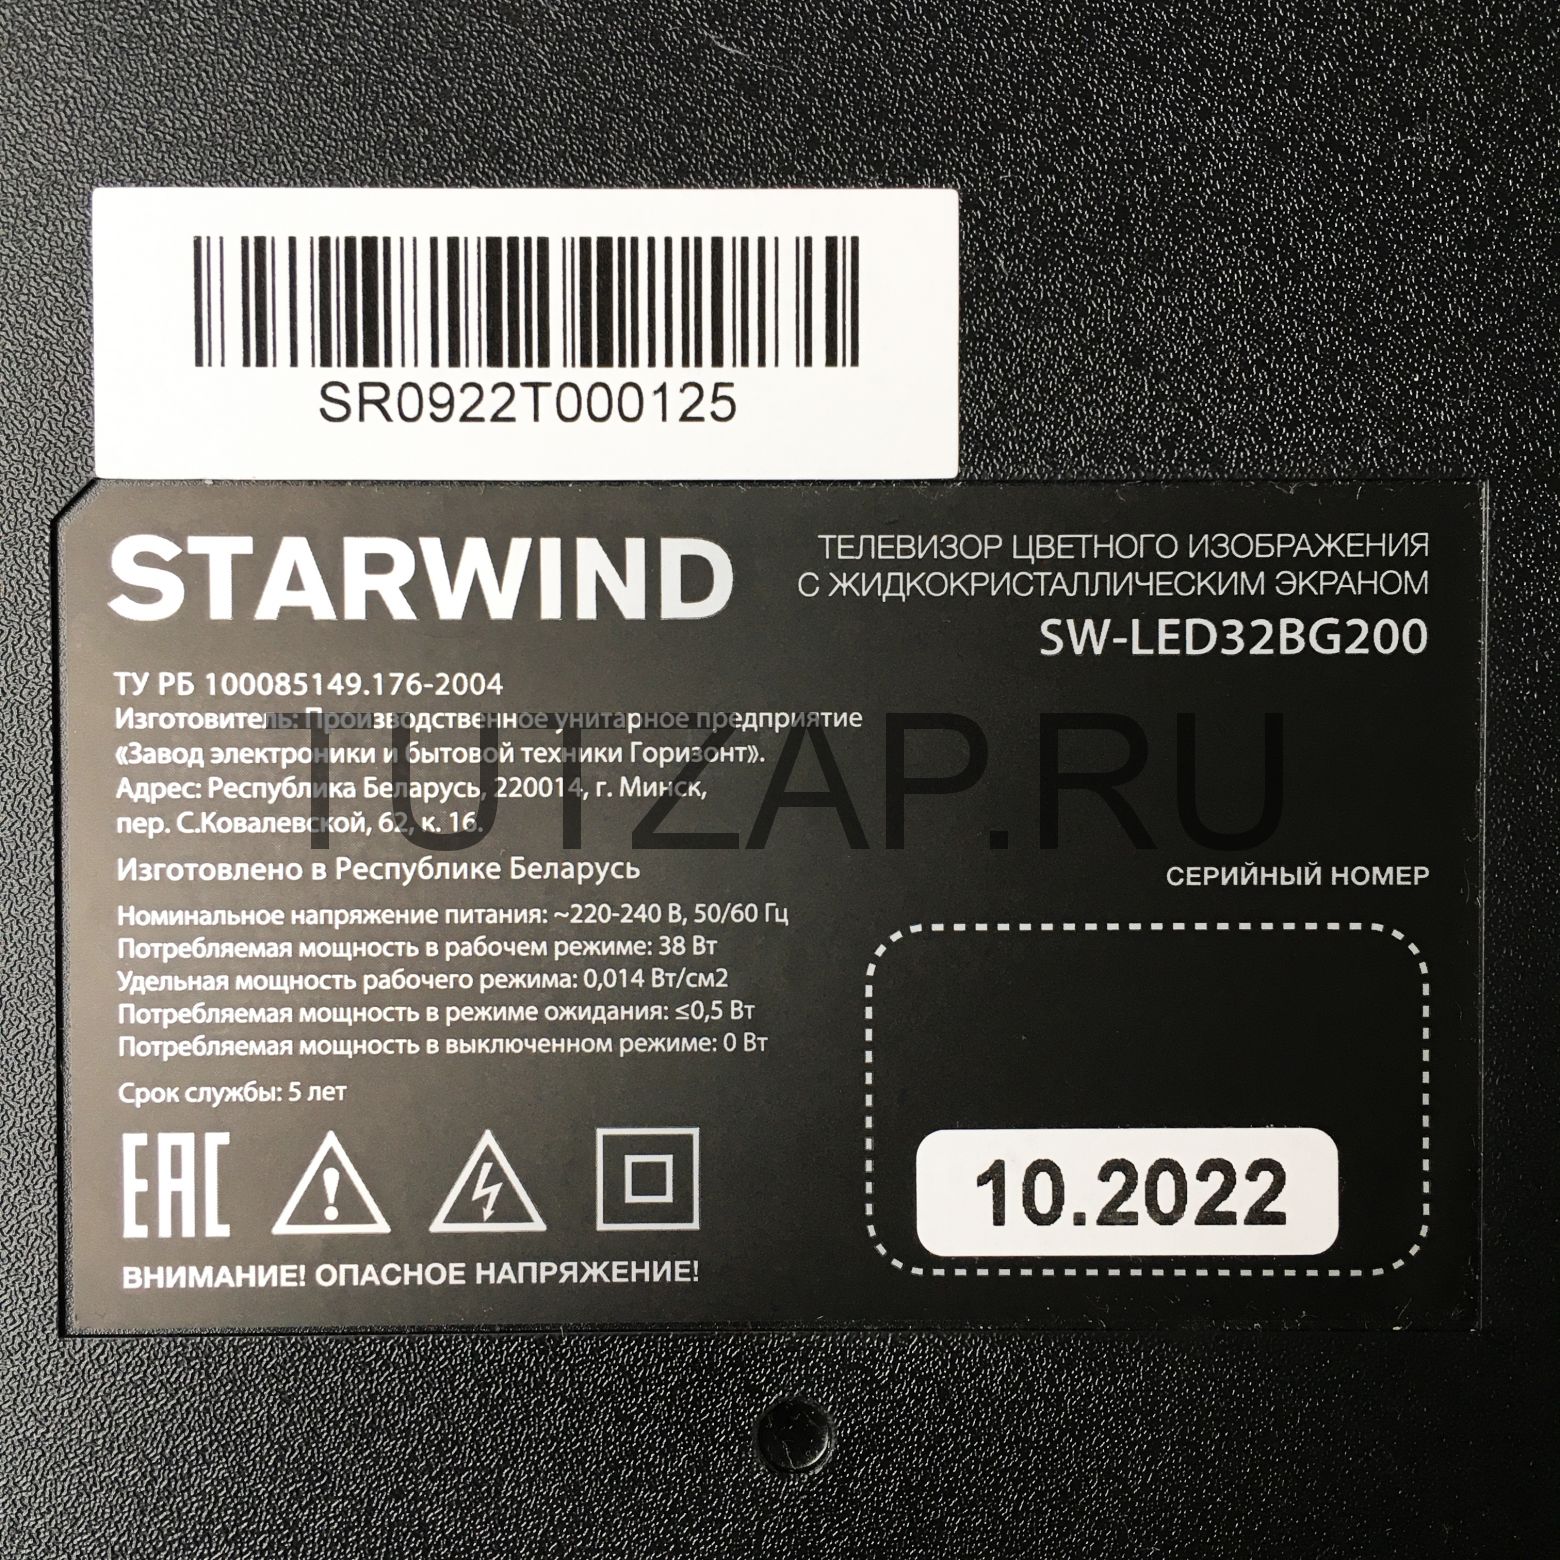 SR0922T000125
STARWIND
ТЕЛЕВИЗОР ЦВЕТНОГО ИЗОБРАЖЕНИЯ
С ЖИДКОКРИСТАЛЛИЧЕСКИМ ЭКРАНОМ
SW-LED32BG200
ТУ РБ 100085149.176-2004
Изготовитель: Производственное унитарное предприятие
«Завод электроники и бытовой техники Горизонт».
Адрес: Республика Беларусь, 220014, г. Минск,
пер. С.Ковалевской, 62, к. 16.
TUTZAP.RU
Изготовлено в Республике Беларусь
Номинальное напряжение питания: ~220-240 В, 50/60 Гц
Потребляемая мощность в рабочем режиме: 38 Вт
Удельная мощность рабочего режима: 0,014 Вт/см2
Потребляемая мощность в режиме ожидания: ≤0,5 Вт
Потребляемая мощность в выключенном режиме: 0 Вт
Срок службы: 5 лет
EAC
ВНИМАНИЕ! ОПАСНОЕ НАПРЯЖЕНИЕ!
СЕРИЙНЫЙ НОМЕР
10.2022